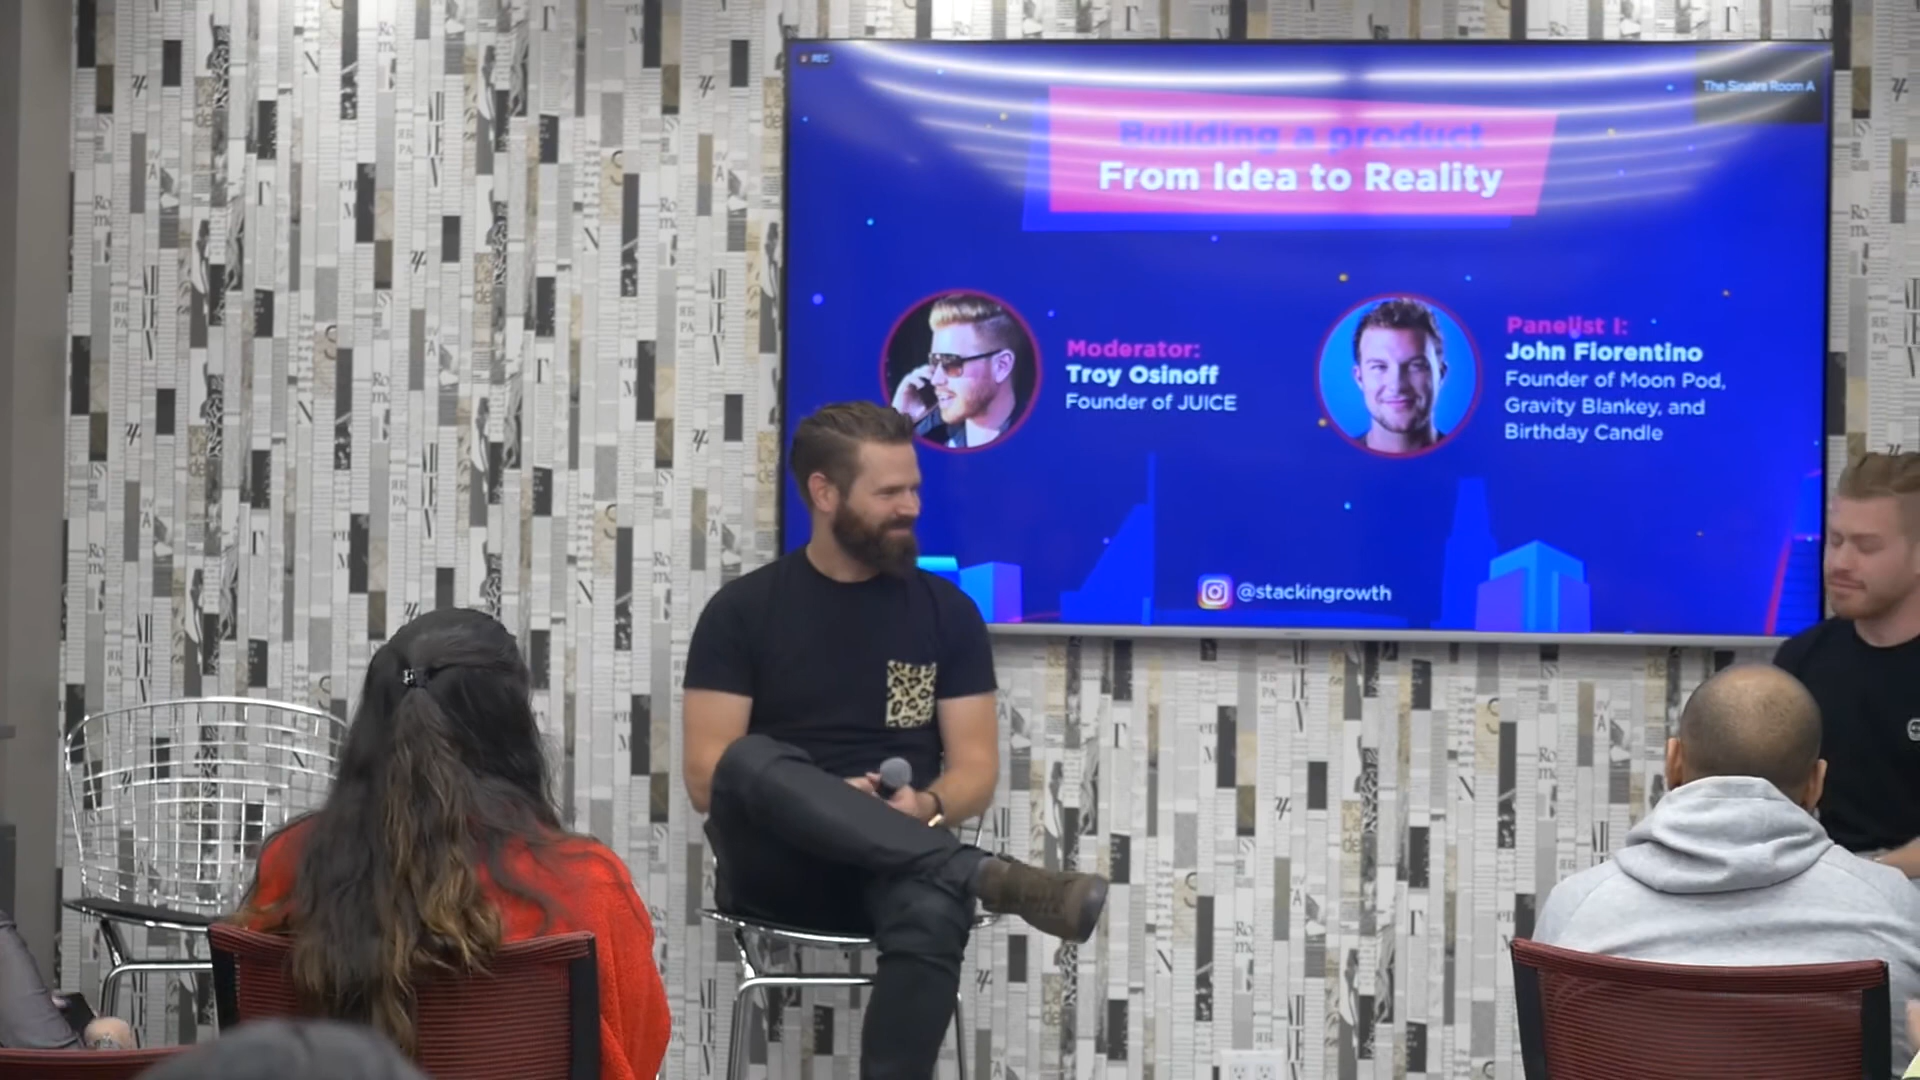 REC
The Sinatra Room A
Building a product
From Idea to Reality
Moderator:
Troy Osinoff
Founder of JUICE
Panelist I:
John Fiorentino
Founder of Moon Pod,
Gravity Blankey, and
Birthday Candle
@stackingrowth